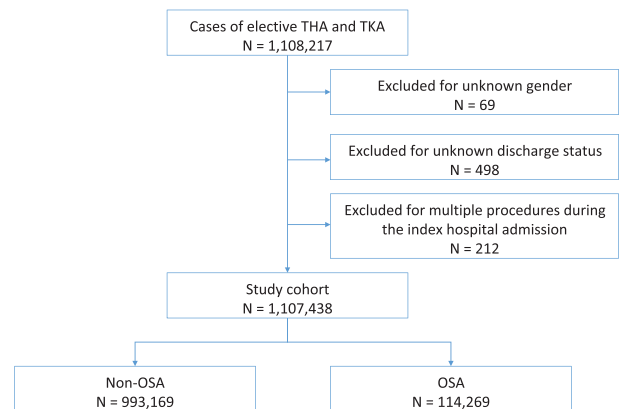 Cases of elective THA and TKA
N = 1,108,217
Excluded for unknown gender
N = 69
Excluded for unknown discharge status
N = 498
Excluded for multiple procedures during
the index hospital admission
N = 212
Study cohort
N = 1,107,438
Non-OSA
N = 993,169
OSA
N = 114,269